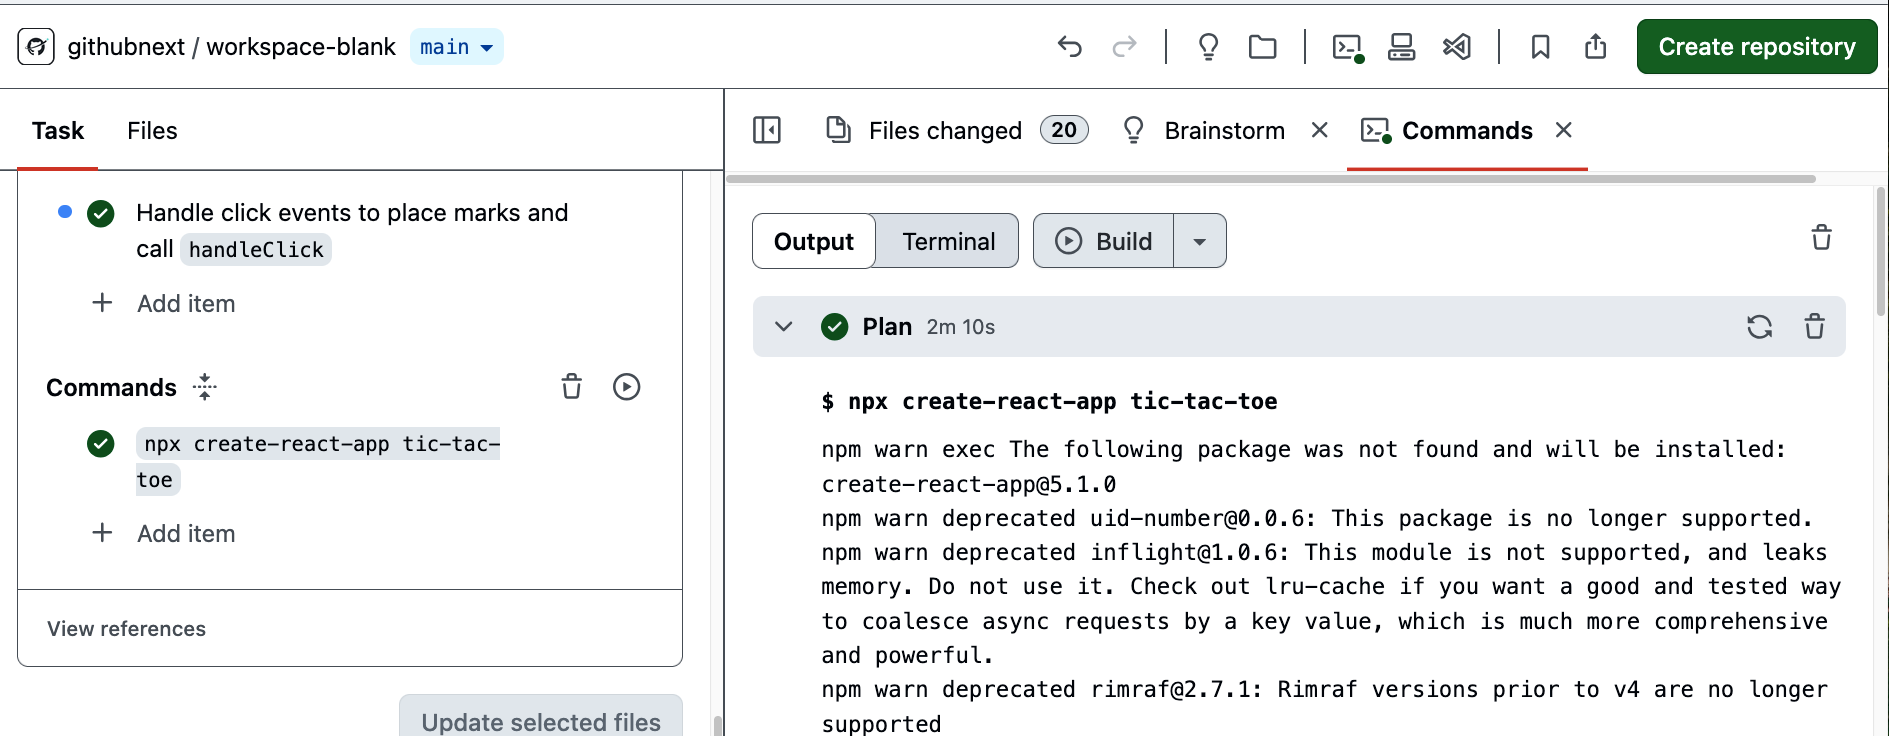 githubnext / workspace-blank main
Create repository
Task Files
Files changed 20 Brainstorm Commands
Handle click events to place marks and
call handleClick
Add item
Commands
npx create-react-app tic-tac-
toe
Add item
View references
Update selected files
Output Terminal Build
Plan 2m 10s
$ npx create-react-app tic-tac-toe
npm warn exec The following package was not found and will be installed:
create-react-app@5.1.0
npm warn deprecated uid-number@0.0.6: This package is no longer supported.
npm warn deprecated inflight@1.0.6: This module is not supported, and leaks
memory. Do not use it. Check out lru-cache if you want a good and tested way
to coalesce async requests by a key value, which is much more comprehensive
and powerful.
npm warn deprecated rimraf@2.7.1: Rimraf versions prior to v4 are no longer
supported